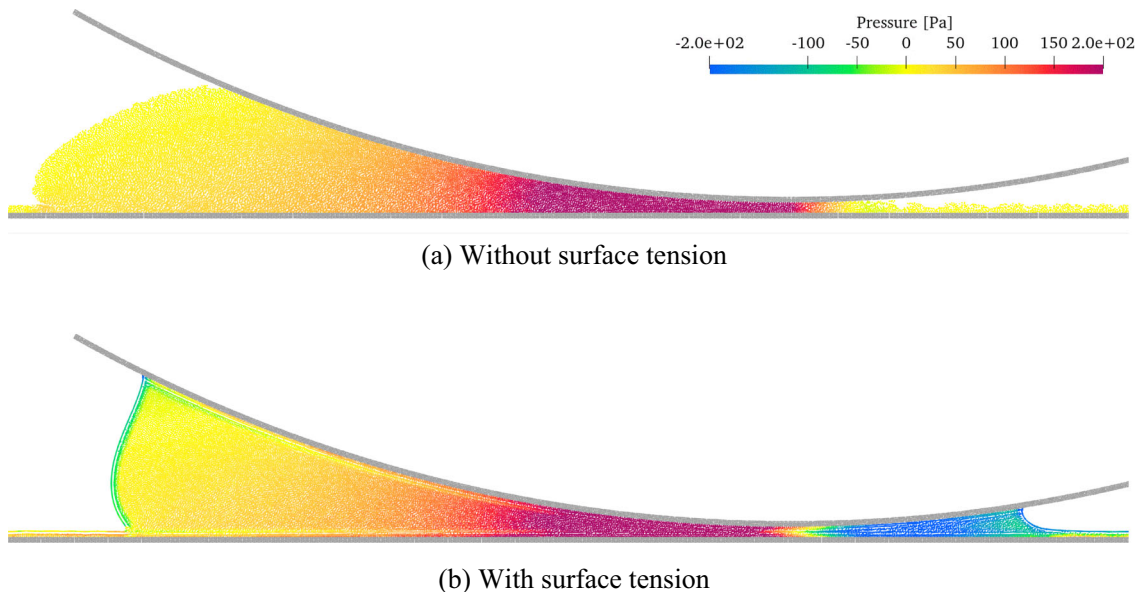 Pressure [Pa]
-2.0e+02 -100 -50 0 50 100 150 2.0e+02
(a) Without surface tension
(b) With surface tension